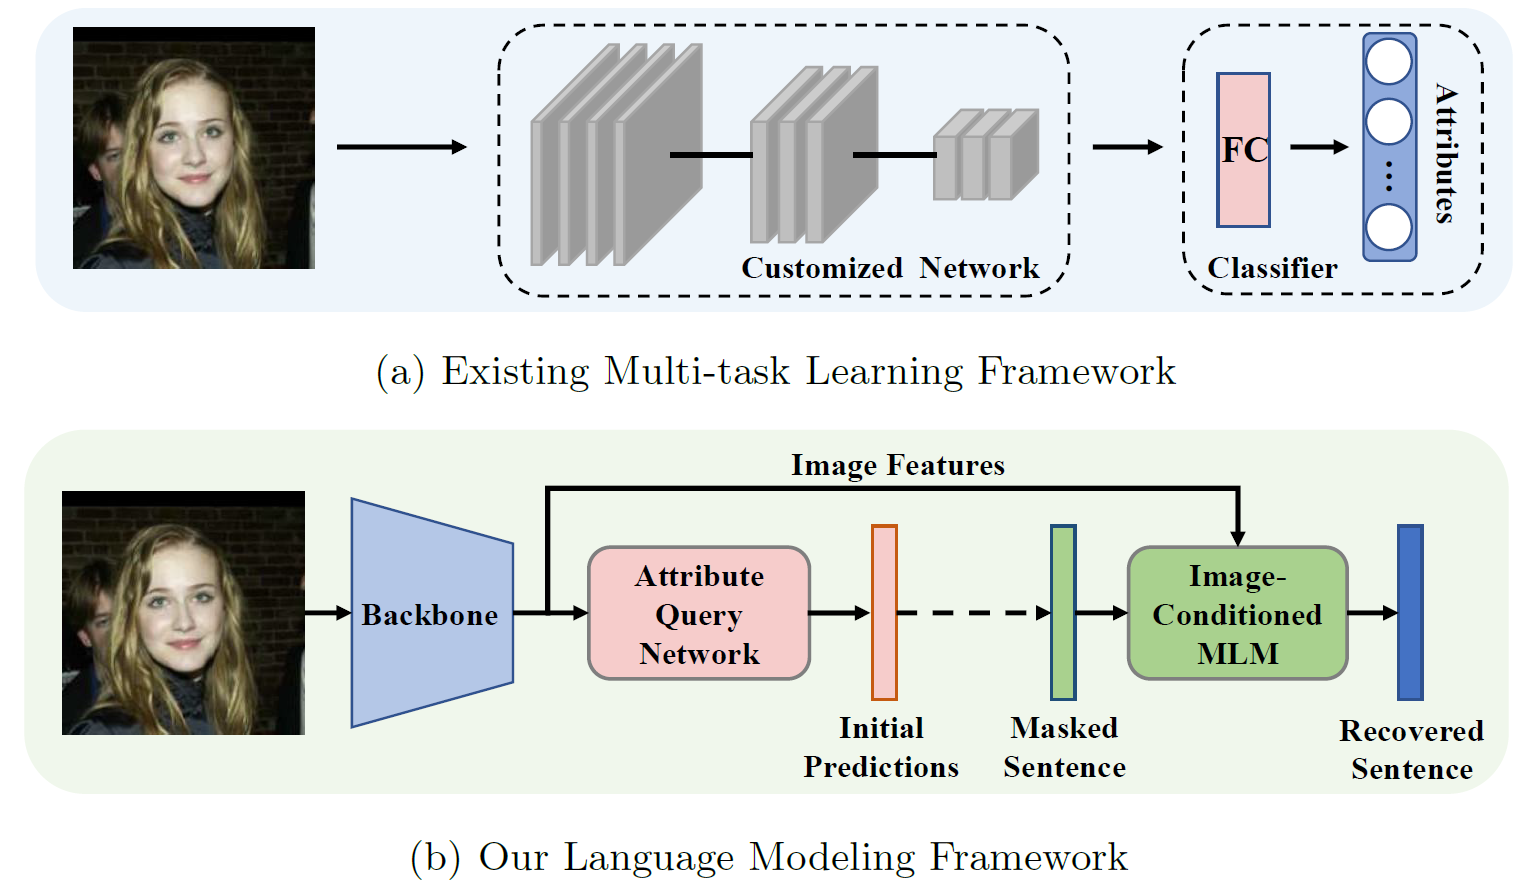 FC
...
Attributes
Customized Network
Classifier
(a) Existing Multi-task Learning Framework
Image Features
Backbone
Attribute
Query
Network
Image-
Conditioned
MLM
Initial
Predictions
Masked
Sentence
Recovered
Sentence
(b) Our Language Modeling Framework